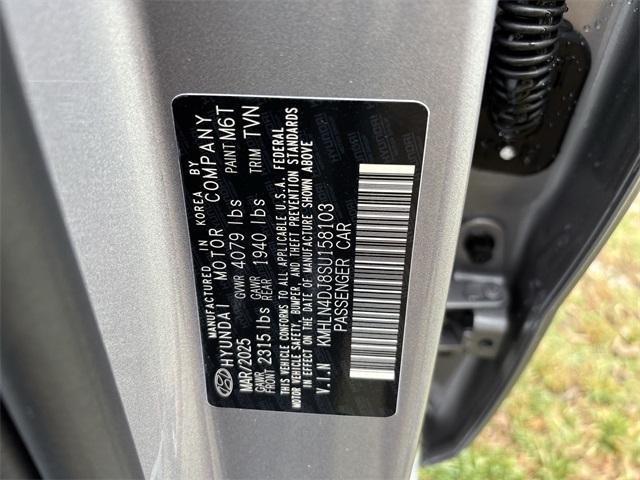 MANUFACTURED IN KOREA BY
HYUNDAI MOTOR COMPANY
MAR/2025 GVWR 4079 lbs PAINT M6T
GAWR FRONT 2315 lbs GAWR REAR 1940 lbs TRIM TVN
THIS VEHICLE CONFORMS TO ALL APPLICABLE U.S.A. FEDERAL
MOTOR VEHICLE SAFETY, BUMPER, AND THEFT PREVENTION STANDARDS
IN EFFECT ON THE DATE OF MANUFACTURE SHOWN ABOVE
V.I.N KMHLN4DJ8SU158103
PASSENGER CAR